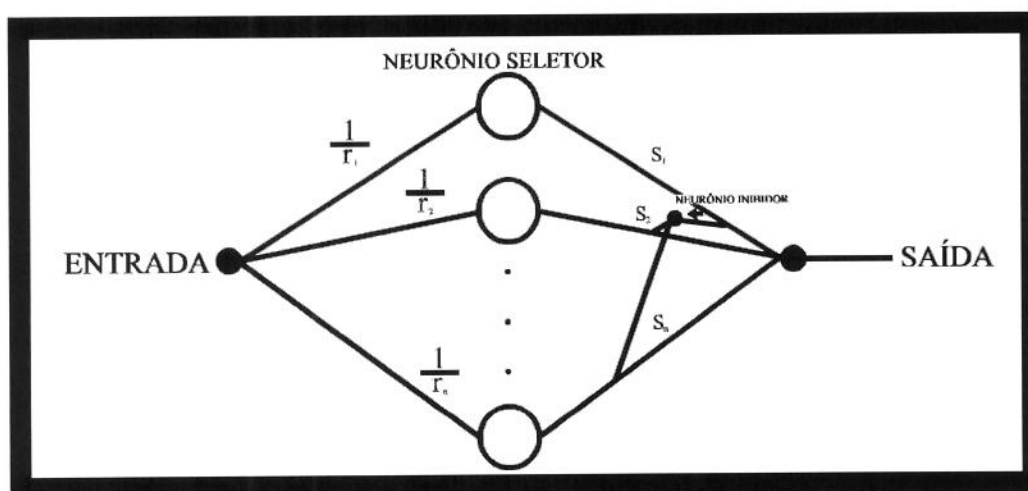 NEURÔNIO SELETOR
1/r₁
S₁
1/r₂
NEURÔNIO INIBIDOR
S₂
ENTRADA
SAÍDA
Sₙ
1/rₙ